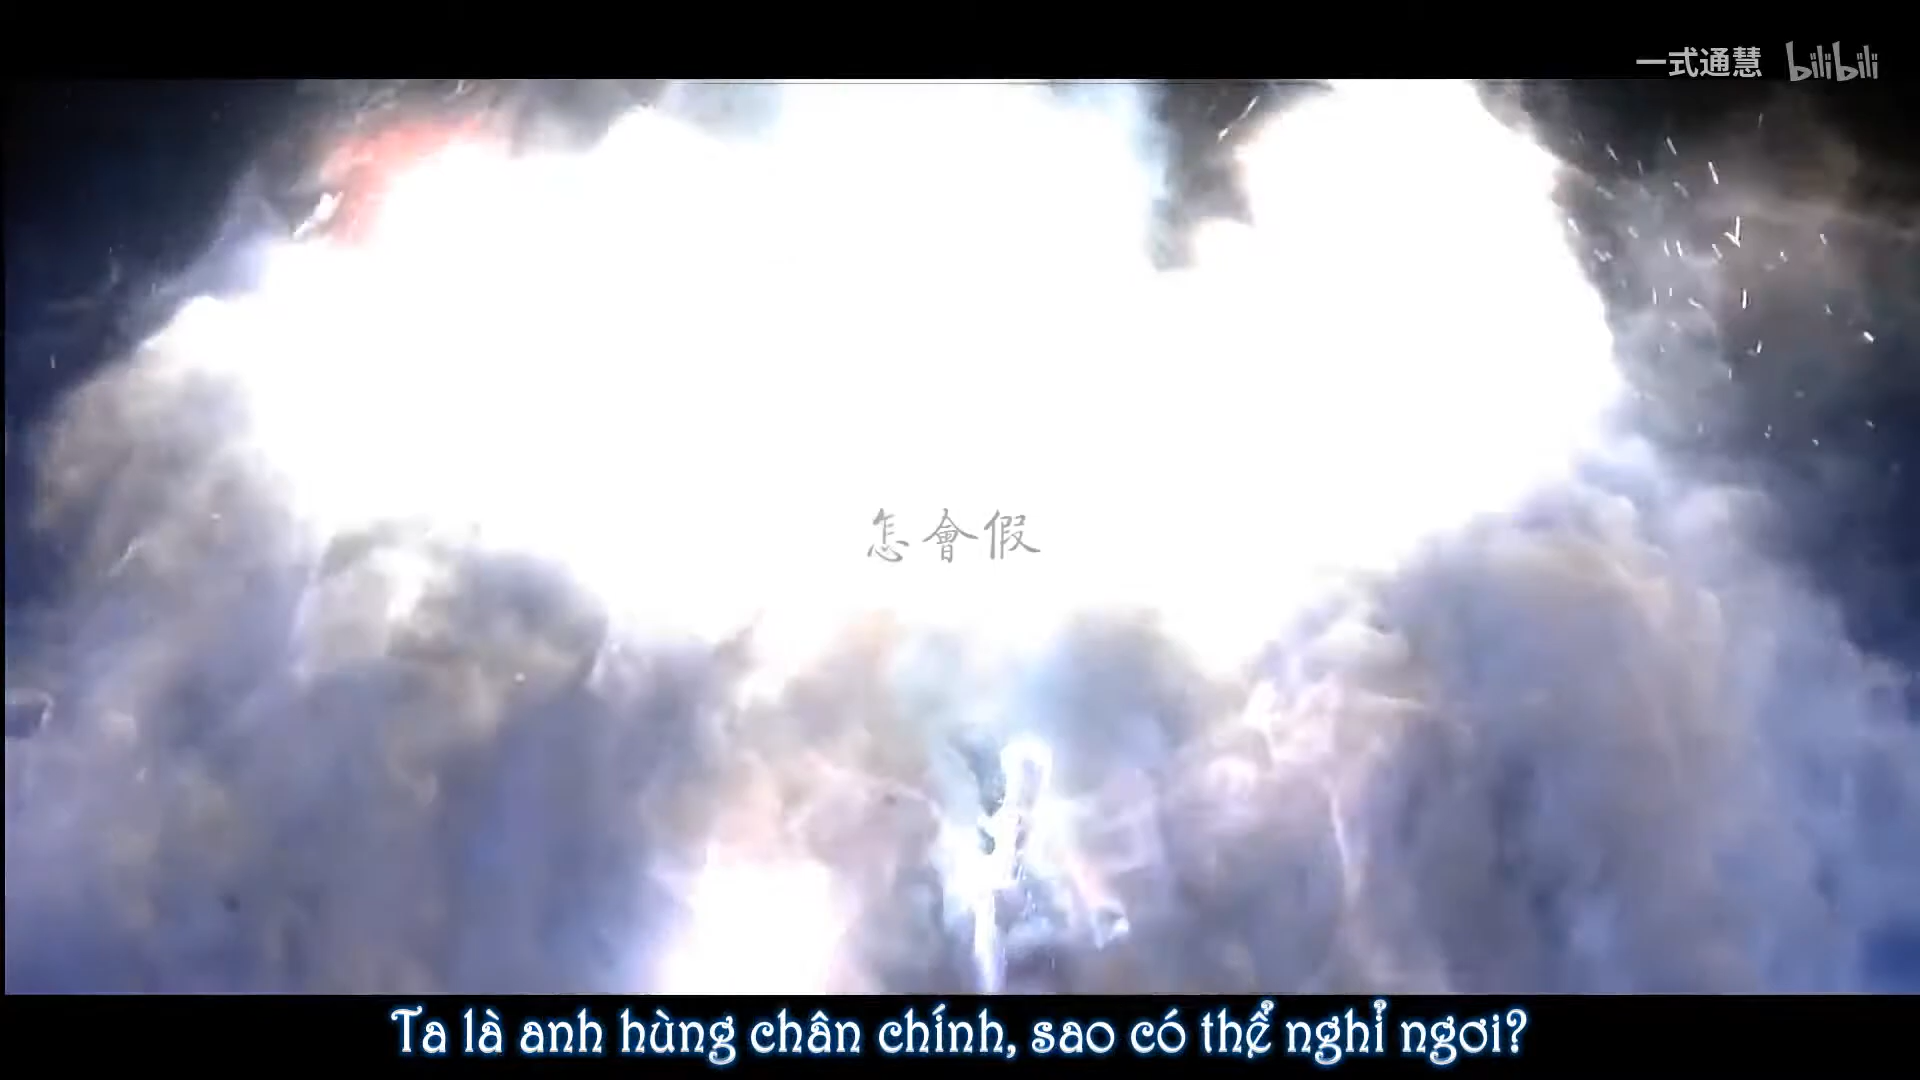 一式通慧 bilibili
怎會假
Ta là anh hùng chân chính, sao có thể nghỉ ngơi?